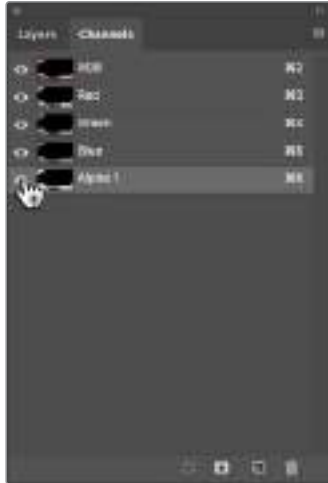 Layers Channels
RGB ⌘2
Red ⌘3
Green ⌘4
Blue ⌘5
Alpha 1 ⌘6